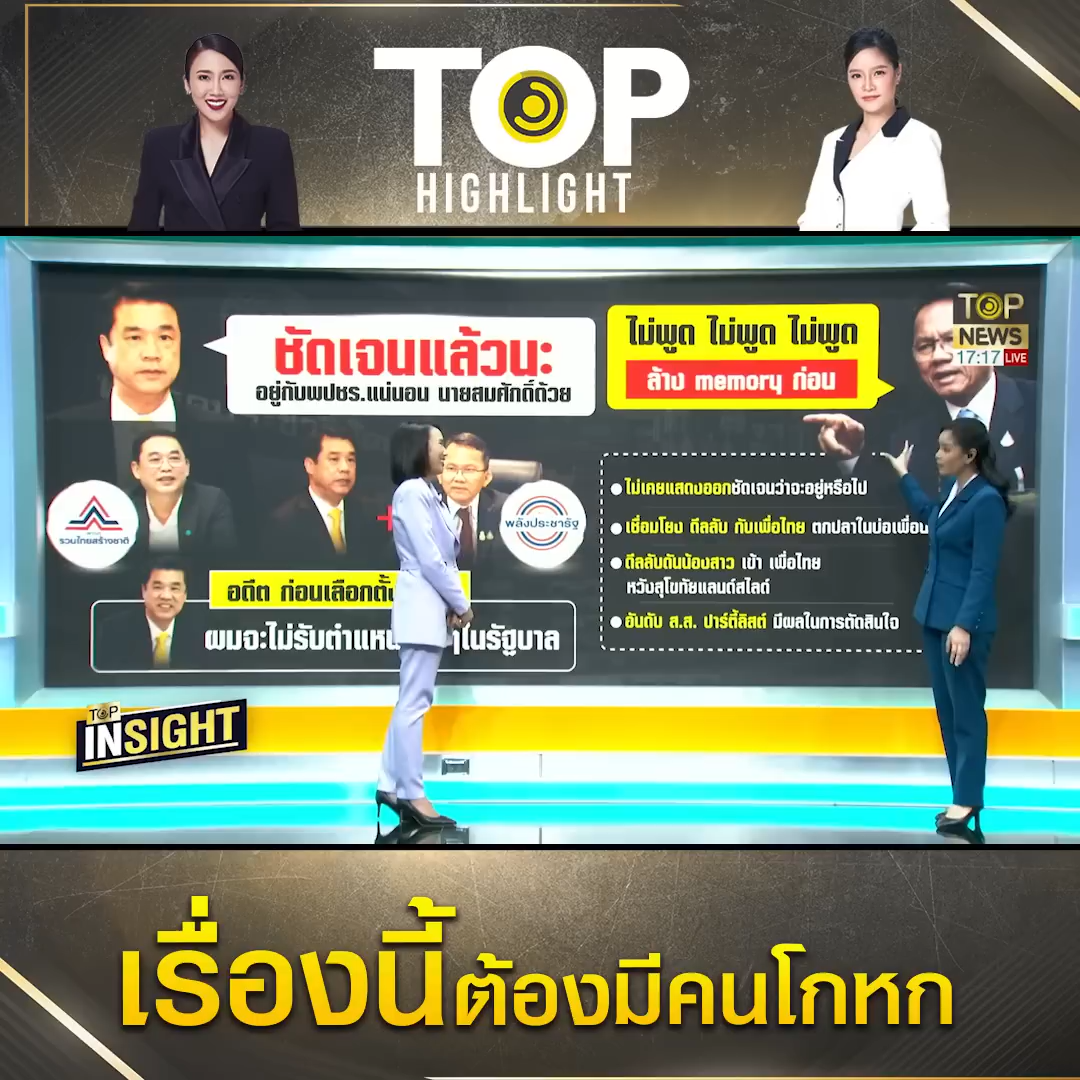 TOP
HIGHLIGHT
TOP
NEWS
17:17 LIVE
ชัดเจนแล้วนะ
อยู่กับพปชร.แน่นอน นายสมศักดิ์ด้วย
ไม่พูด ไม่พูด ไม่พูด
ล้าง memory ก่อน
รวมไทยสร้างชาติ
พลังประชารัฐ
อดีต ก่อนเลือกตั้ง
ผมจะไม่รับตำแหน่ง
ในรัฐบาล
ไม่เคยแสดงออกชัดเจนว่าจะอยู่หรือไป
เชื่อมโยง ดีลลับ กับเพื่อไทย ตกปลาในบ่อเพื่อน
ดีลลับดันน้องสาว เข้า เพื่อไทย
หวังสุโขทัยแลนด์สไลด์
อันดับ ส.ส. ปาร์ตี้ลิสต์ มีผลในการตัดสินใจ
TOP
INSIGHT
เรื่องนี้ต้องมีคนโกหก